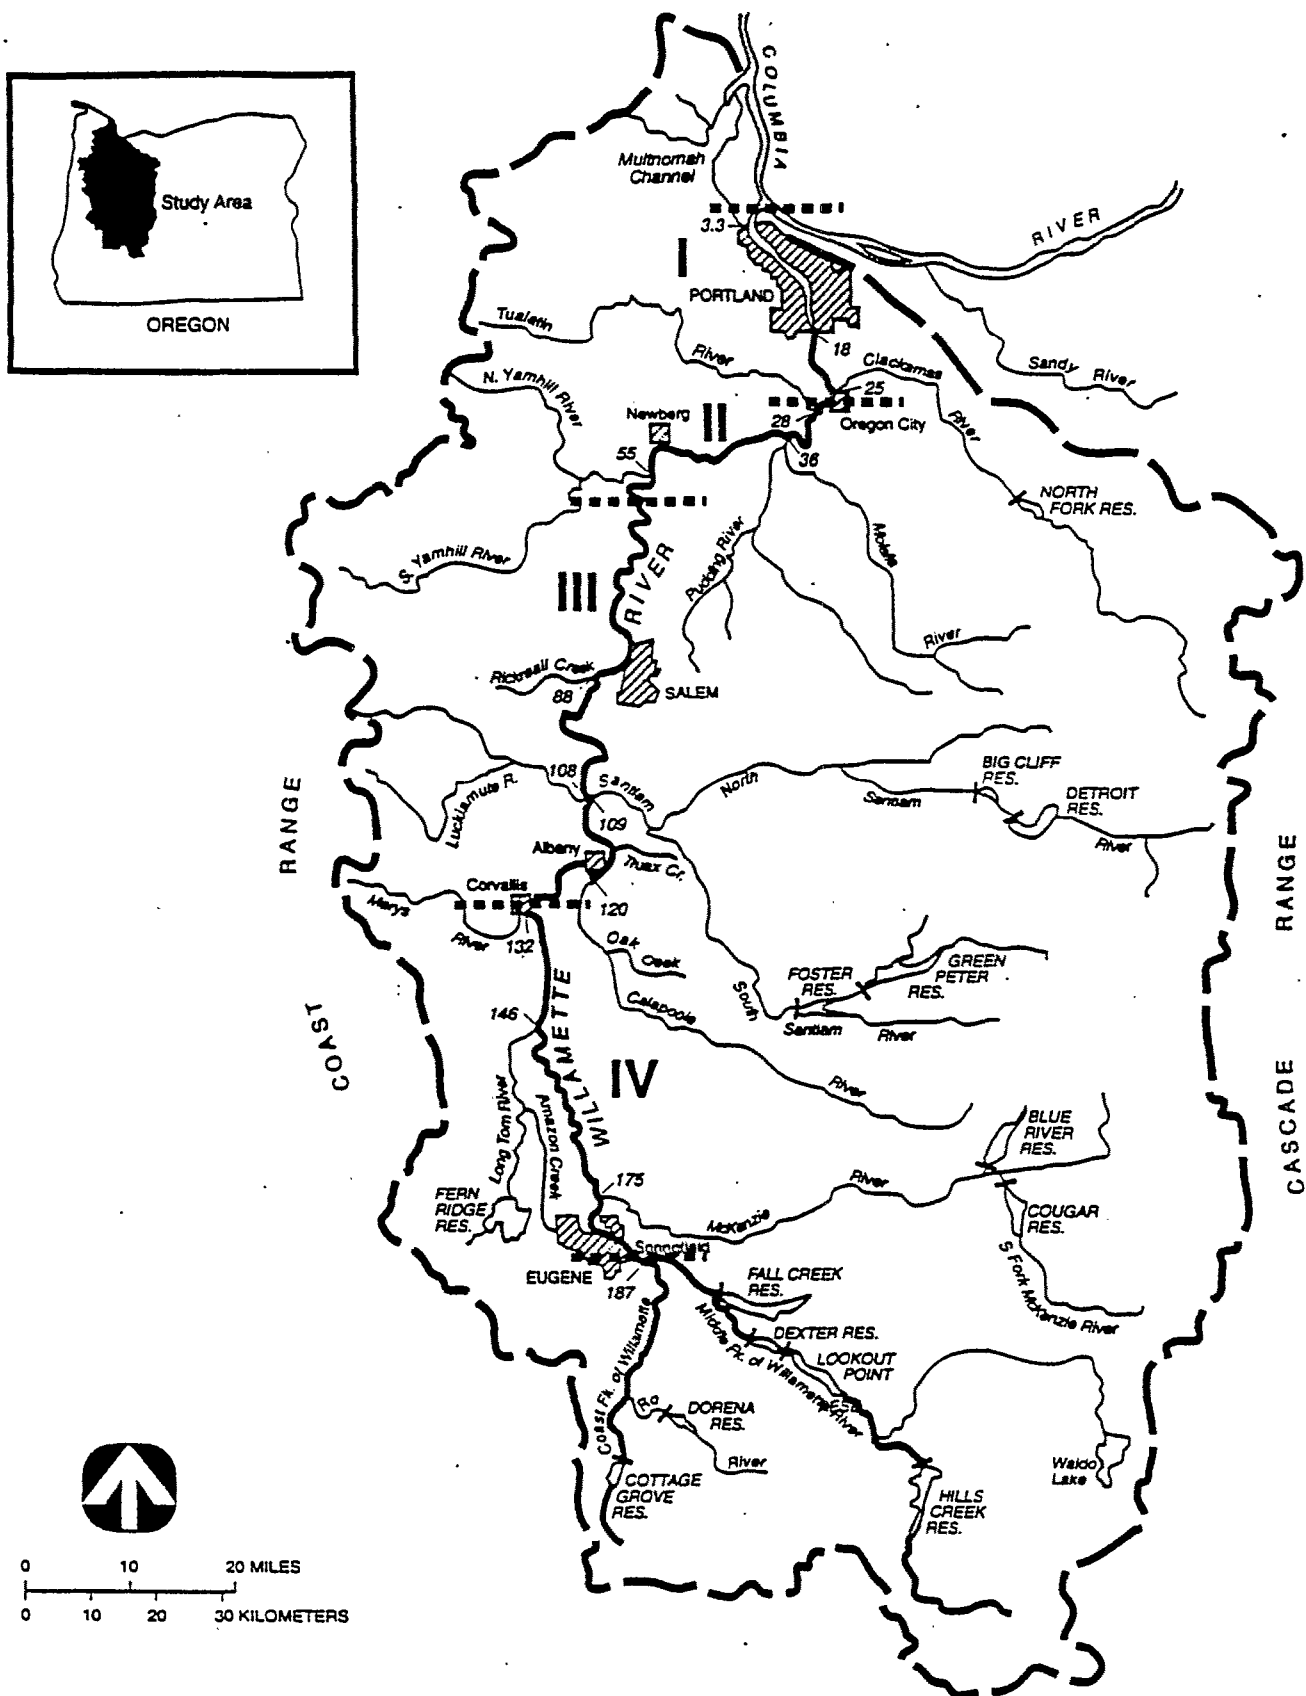 COLUMBIA
Multnomah
Channel
Study Area
OREGON
3.3
RIVER
I
PORTLAND
Tualatin
River
18
Clackamas
River
Sandy River
N. Yamhill River
25
II
Newberg
28
Oregon City
55
36
NORTH
FORK RES.
S. Yamhill River
III
RIVER
Pudding River
Molalla
River
Rickreall Creek
88
SALEM
RANGE
Luckiamute R.
108
Santiam
109
North
Santiam
River
BIG CLIFF
RES.
DETROIT
RES.
Albany
Truax Cr.
RANGE
Corvallis
Marys
River
120
132
Oak
Creek
Calapooia
River
South
Santiam
River
FOSTER
RES.
GREEN
PETER
RES.
146
COAST
WILLAMETTE
IV
Long Tom River
Amazon Creek
CASCADE
BLUE
RIVER
RES.
175
McKenzie
River
FERN
RIDGE
RES.
COUGAR
RES.
S Fork McKenzie River
Springfield
EUGENE
187
FALL CREEK
RES.
DEXTER RES.
LOOKOUT
POINT
RES.
Middle Fk. of Willamette River
Coast Fk. of Willamette
DORENA
RES.
River
COTTAGE
GROVE
RES.
HILLS
CREEK
RES.
Waldo
Lake
0 10 20 MILES
0 10 20 30 KILOMETERS